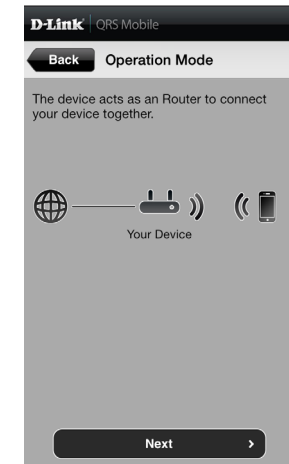 D-Link QRS Mobile
Back Operation Mode
The device acts as an Router to connect
your device together.
Your Device
Next